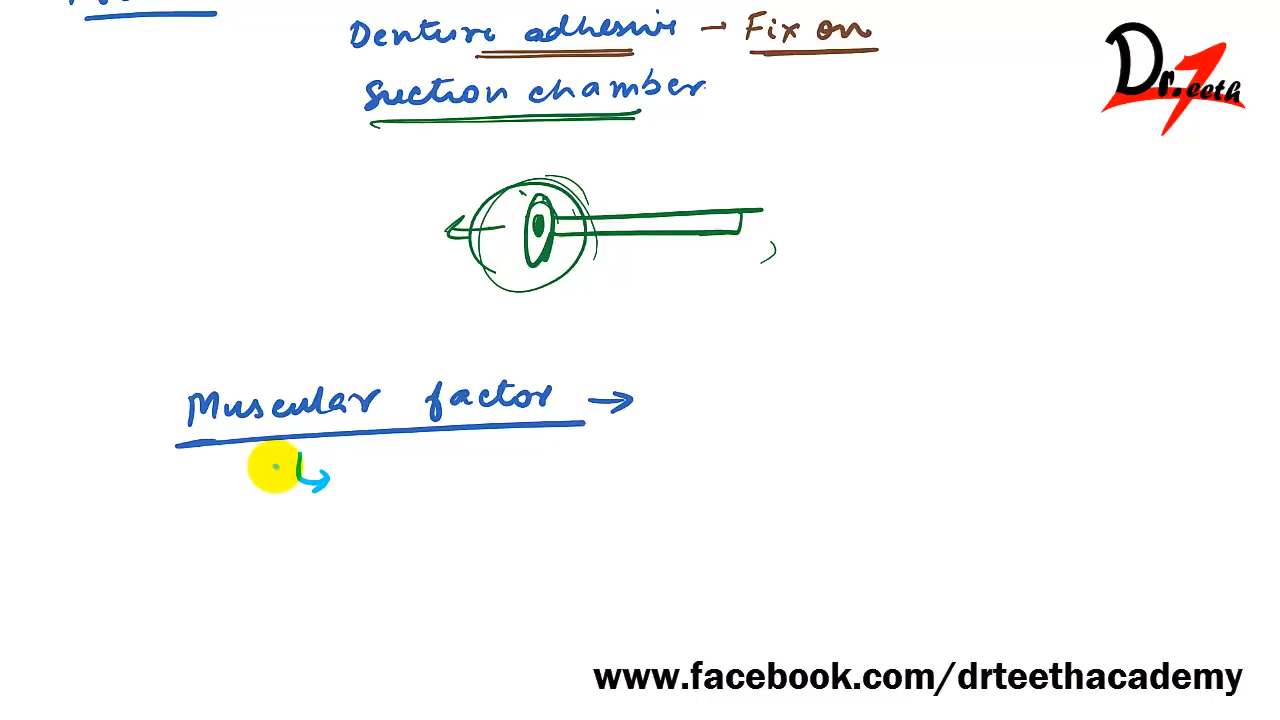 Denture adhesive → Fix on
Suction chamber
Dr. Teeth
Muscular factor →
www.facebook.com/drteethacademy